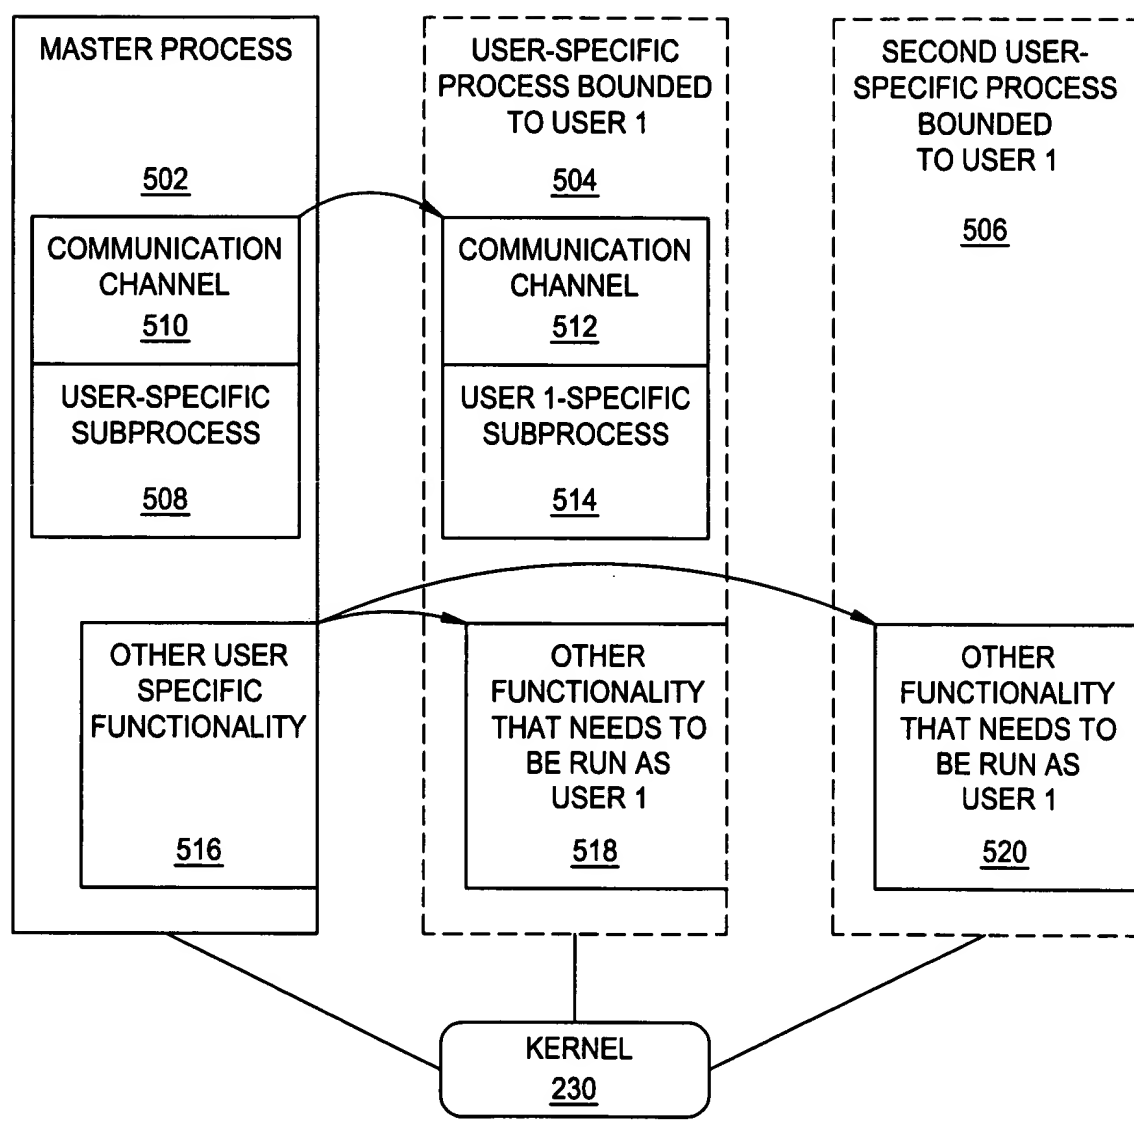 MASTER PROCESS
502
COMMUNICATION
CHANNEL
510
USER-SPECIFIC
SUBPROCESS
508
OTHER USER
SPECIFIC
FUNCTIONALITY
516
USER-SPECIFIC
PROCESS BOUNDED
TO USER 1
504
COMMUNICATION
CHANNEL
512
USER 1-SPECIFIC
SUBPROCESS
514
OTHER
FUNCTIONALITY
THAT NEEDS TO
BE RUN AS
USER 1
518
SECOND USER-
SPECIFIC PROCESS
BOUNDED
TO USER 1
506
OTHER
FUNCTIONALITY
THAT NEEDS TO
BE RUN AS
USER 1
520
KERNEL
230